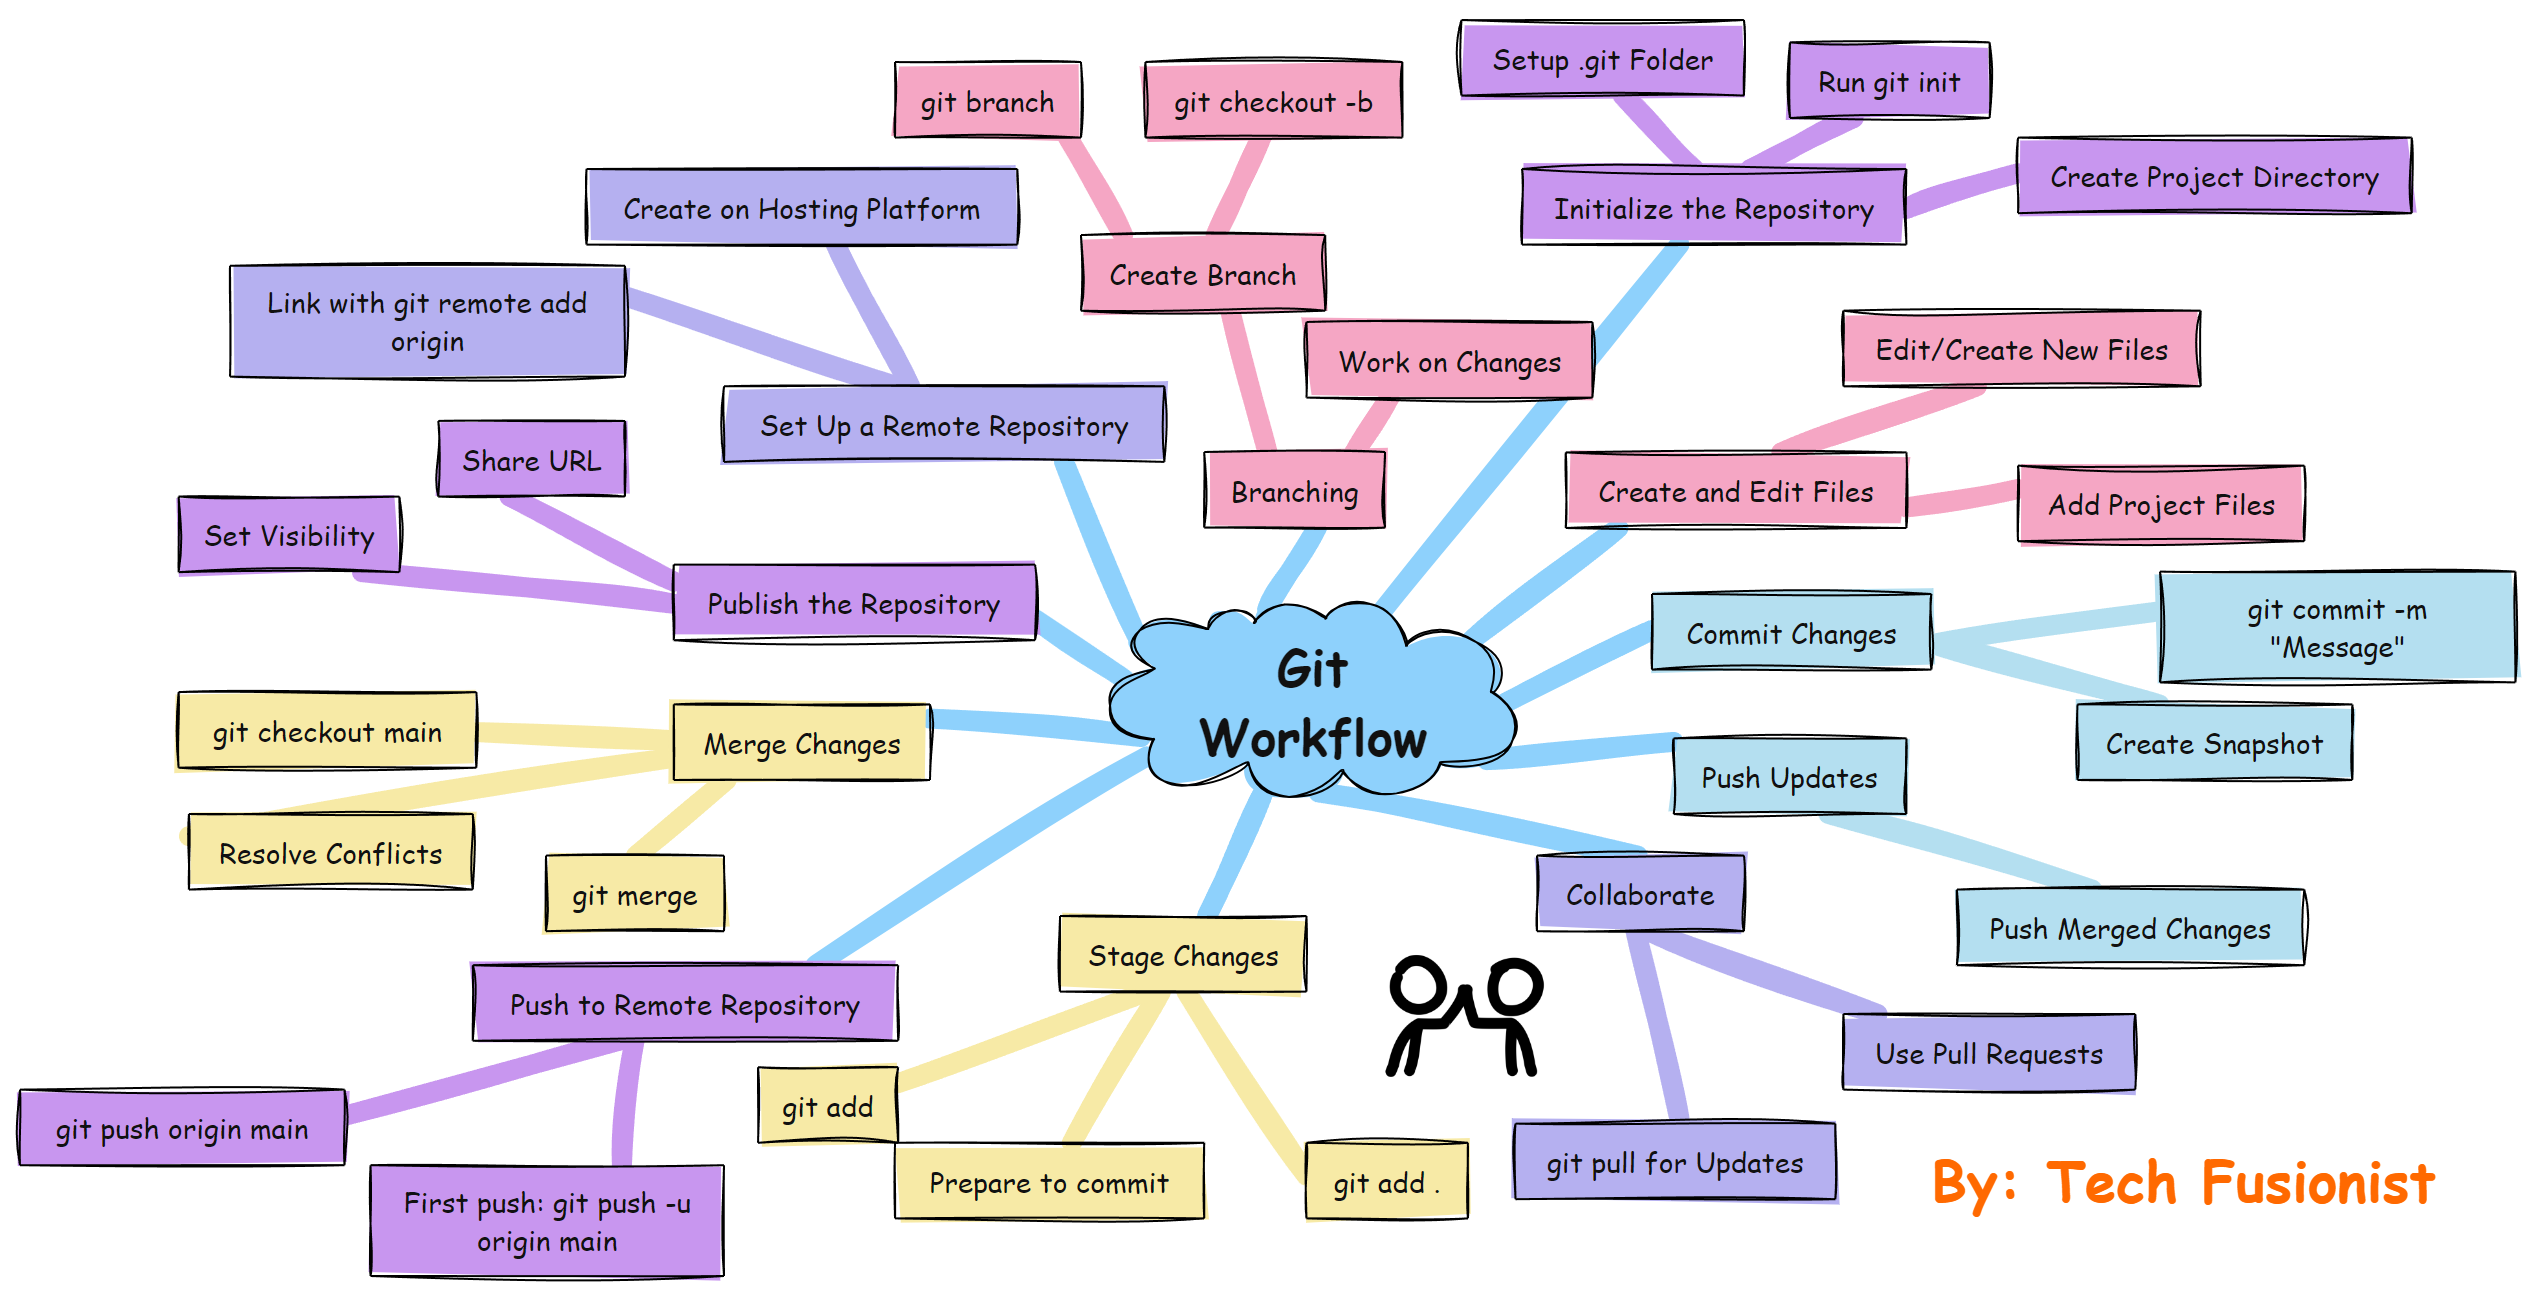 Setup .git Folder
Run git init
git branch
git checkout -b
Create Project Directory
Create on Hosting Platform
Initialize the Repository
Create Branch
Link with git remote add
origin
Work on Changes
Edit/Create New Files
Set Up a Remote Repository
Share URL
Branching
Create and Edit Files
Add Project Files
Set Visibility
Publish the Repository
Commit Changes
git commit -m
"Message"
Git
Workflow
git checkout main
Merge Changes
Create Snapshot
Push Updates
Resolve Conflicts
git merge
Collaborate
Push Merged Changes
Stage Changes
Push to Remote Repository
Use Pull Requests
git add
git push origin main
Prepare to commit
git add .
git pull for Updates
By: Tech Fusionist
First push: git push -u
origin main